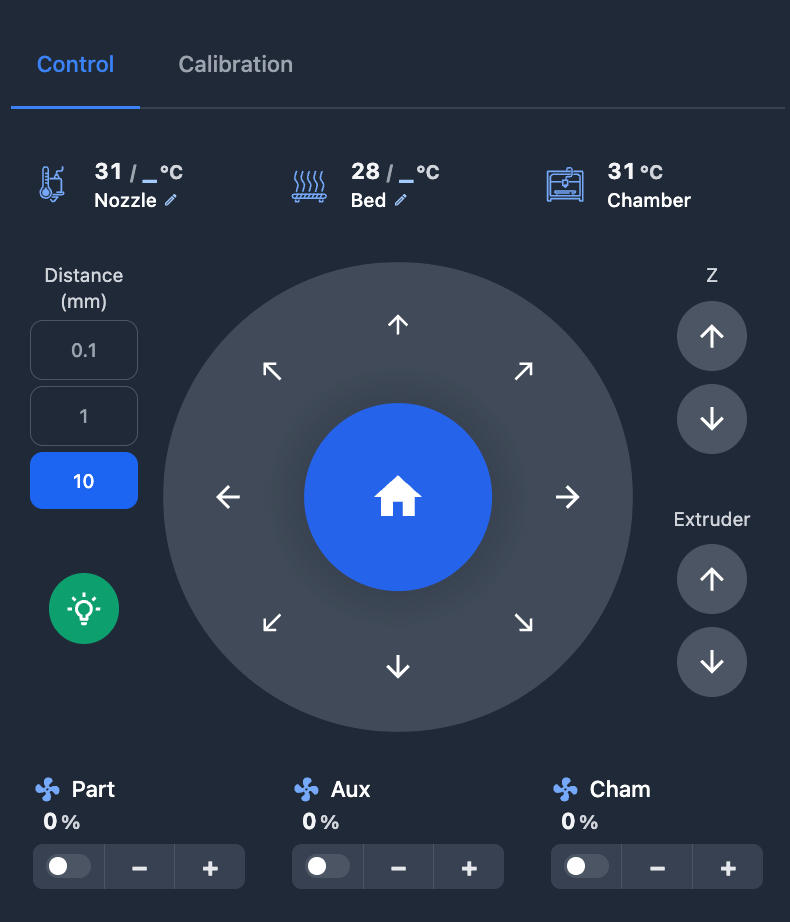 Control
Calibration
31 / _°C
Nozzle
28 / _°C
Bed
31 °C
Chamber
Distance
(mm)
0.1
1
10
Z
Extruder
Part
0 %
Aux
0 %
Cham
0 %